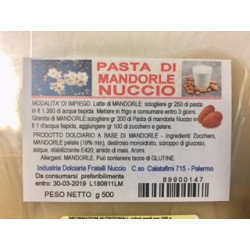 PASTA DI
MANDORLE
NUCCIO
MODALITA' DI IMPIEGO: Latte di MANDORLE: sciogliere gr 250 di pasta
in lt 1.350 di acqua tiepida. Mettere in frigo e consumare entro 3 giorni.
Granita di MANDORLE: sciogliere gr 200 di Pasta di mandorle Nuccio in
lt 1 d'acqua tiepida, aggiungere gr 100 di zucchero e gelare.
PRODOTTO DOLCIARIO A BASE DI MANDORLE : Ingredienti: Zucchero,
MANDORLE pelate (19% min), destrosio monoidrato, sciroppo di glucosio,
acqua, stabilizzante E420, amido di mais. Aromi.
Allergeni: MANDORLE. Può contenere tracce di GLUTINE.
Industria Dolciaria Fratelli Nuccio C.so Calatafimi 715 - Palermo
Da consumarsi preferibilmente
entro: 30-03-2019 L180611LM
89900147
PESO NETTO: g 500